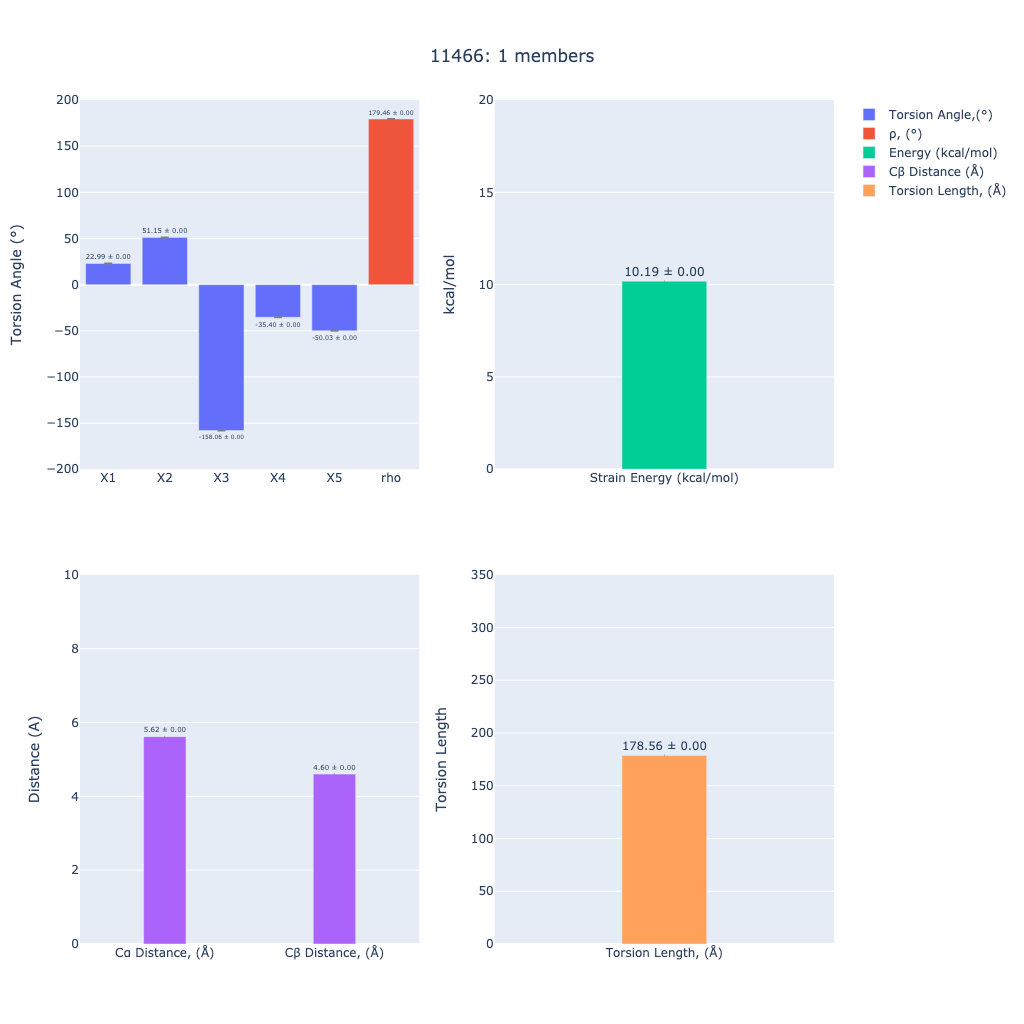 11466: 1 members
Torsion Angle (°)
200
150
100
50
0
−50
−100
−150
−200
22.99 ± 0.00
51.15 ± 0.00
-158.06 ± 0.00
-35.40 ± 0.00
-50.03 ± 0.00
179.46 ± 0.00
X1 X2 X3 X4 X5 rho
kcal/mol
20
15
10
5
0
10.19 ± 0.00
Strain Energy (kcal/mol)
Torsion Angle,(°)
ρ, (°)
Energy (kcal/mol)
Cβ Distance (Å)
Torsion Length, (Å)
Distance (A)
10
8
6
4
2
0
5.62 ± 0.00
4.60 ± 0.00
Cα Distance, (Å) Cβ Distance, (Å)
Torsion Length
350
300
250
200
150
100
50
0
178.56 ± 0.00
Torsion Length, (Å)